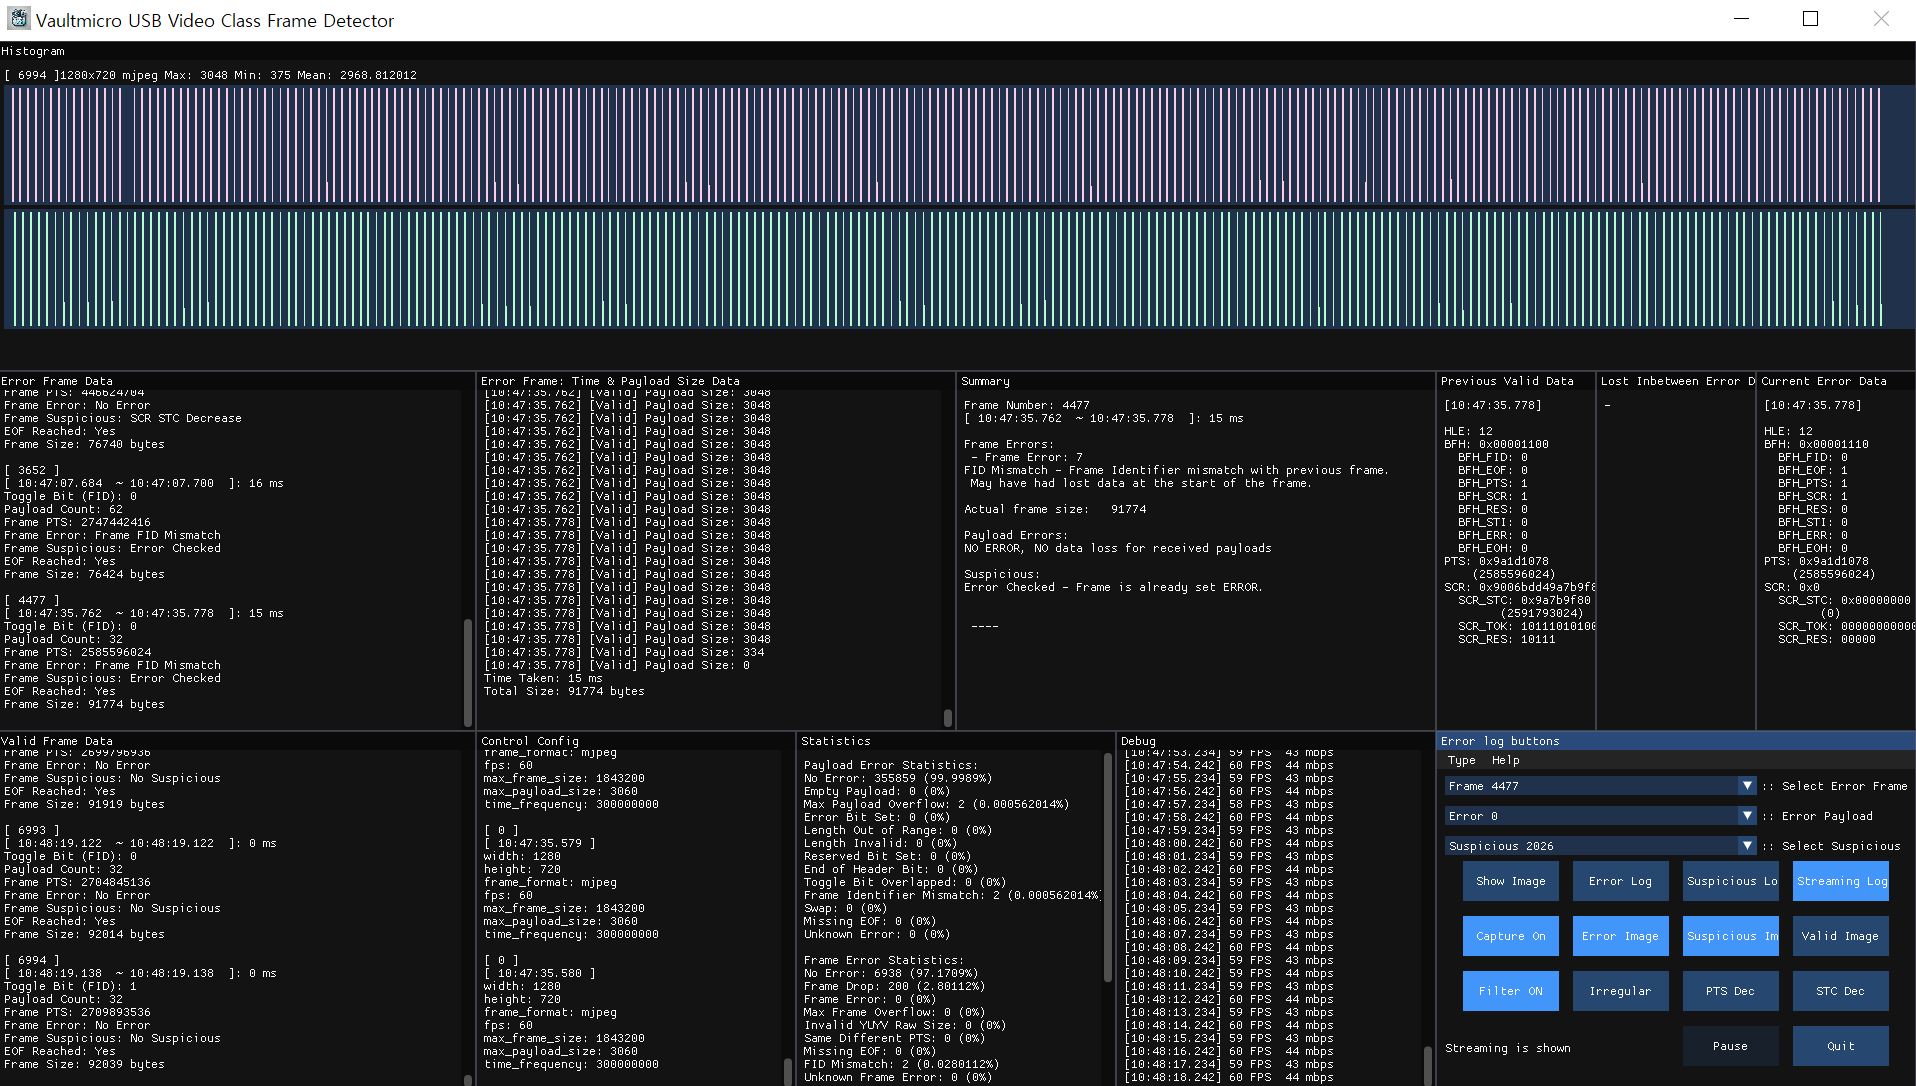 Vaultmicro USB Video Class Frame Detector
Histogram
[ 6994 ]1280x720 mjpeg Max: 3048 Min: 375 Mean: 2968.812012
Error Frame Data
Frame PTS: 446624704
Frame Error: No Error
Frame Suspicious: SCR STC Decrease
EOF Reached: Yes
Frame Size: 76740 bytes
[ 3652 ]
[ 10:47:07.684 ~ 10:47:07.700 ]: 16 ms
Toggle Bit (FID): 0
Payload Count: 62
Frame PTS: 2747442416
Frame Error: Frame FID Mismatch
Frame Suspicious: Error Checked
EOF Reached: Yes
Frame Size: 76424 bytes
[ 4477 ]
[ 10:47:35.762 ~ 10:47:35.778 ]: 15 ms
Toggle Bit (FID): 0
Payload Count: 32
Frame PTS: 2585596024
Frame Error: Frame FID Mismatch
Frame Suspicious: Error Checked
EOF Reached: Yes
Frame Size: 91774 bytes
Error Frame: Time & Payload Size Data
[10:47:35.762] [Valid] Payload Size: 3048
[10:47:35.762] [Valid] Payload Size: 3048
[10:47:35.762] [Valid] Payload Size: 3048
[10:47:35.762] [Valid] Payload Size: 3048
[10:47:35.762] [Valid] Payload Size: 3048
[10:47:35.762] [Valid] Payload Size: 3048
[10:47:35.762] [Valid] Payload Size: 3048
[10:47:35.762] [Valid] Payload Size: 3048
[10:47:35.762] [Valid] Payload Size: 3048
[10:47:35.762] [Valid] Payload Size: 3048
[10:47:35.778] [Valid] Payload Size: 3048
[10:47:35.778] [Valid] Payload Size: 3048
[10:47:35.778] [Valid] Payload Size: 3048
[10:47:35.778] [Valid] Payload Size: 3048
[10:47:35.778] [Valid] Payload Size: 3048
[10:47:35.778] [Valid] Payload Size: 3048
[10:47:35.778] [Valid] Payload Size: 3048
[10:47:35.778] [Valid] Payload Size: 3048
[10:47:35.778] [Valid] Payload Size: 3048
[10:47:35.778] [Valid] Payload Size: 3048
[10:47:35.778] [Valid] Payload Size: 334
[10:47:35.778] [Valid] Payload Size: 0
Time Taken: 15 ms
Total Size: 91774 bytes
Summary
Frame Number: 4477
[ 10:47:35.762 ~ 10:47:35.778 ]: 15 ms
Frame Errors:
- Frame Error: 7
FID Mismatch - Frame Identifier mismatch with previous frame.
May have had lost data at the start of the frame.
Actual frame size: 91774
Payload Errors:
NO ERROR, NO data loss for received payloads
Suspicious:
Error Checked - Frame is already set ERROR.
----
Previous Valid Data
[10:47:35.778]
HLE: 12
BFH: 0x00001100
BFH_FID: 0
BFH_EOF: 0
BFH_PTS: 1
BFH_SCR: 1
BFH_RES: 0
BFH_STI: 0
BFH_ERR: 0
BFH_EOH: 0
PTS: 0x9a1d1078
(2585596024)
SCR: 0x9006bdd49a7b9f8
SCR_STC: 0x9a7b9f80
(2591793024)
SCR_TOK: 10111010100
SCR_RES: 10111
Lost Inbetween Error D
-
Current Error Data
[10:47:35.778]
HLE: 12
BFH: 0x00001110
BFH_FID: 0
BFH_EOF: 1
BFH_PTS: 1
BFH_SCR: 1
BFH_RES: 0
BFH_STI: 0
BFH_ERR: 0
BFH_EOH: 0
PTS: 0x9a1d1078
(2585596024)
SCR: 0x0
SCR_STC: 0x00000000
(0)
SCR_TOK: 00000000000
SCR_RES: 00000
Valid Frame Data
Frame PTS: 2699796936
Frame Error: No Error
Frame Suspicious: No Suspicious
EOF Reached: Yes
Frame Size: 91919 bytes
[ 6993 ]
[ 10:48:19.122 ~ 10:48:19.122 ]: 0 ms
Toggle Bit (FID): 0
Payload Count: 32
Frame PTS: 2704845136
Frame Error: No Error
Frame Suspicious: No Suspicious
EOF Reached: Yes
Frame Size: 92014 bytes
[ 6994 ]
[ 10:48:19.138 ~ 10:48:19.138 ]: 0 ms
Toggle Bit (FID): 1
Payload Count: 32
Frame PTS: 2709893536
Frame Error: No Error
Frame Suspicious: No Suspicious
EOF Reached: Yes
Frame Size: 92039 bytes
Control Config
frame_format: mjpeg
fps: 60
max_frame_size: 1843200
max_payload_size: 3060
time_frequency: 300000000
[ 0 ]
[ 10:47:35.579 ]
width: 1280
height: 720
frame_format: mjpeg
fps: 60
max_frame_size: 1843200
max_payload_size: 3060
time_frequency: 300000000
[ 0 ]
[ 10:47:35.580 ]
width: 1280
height: 720
frame_format: mjpeg
fps: 60
max_frame_size: 1843200
max_payload_size: 3060
time_frequency: 300000000
Statistics
Payload Error Statistics:
No Error: 355859 (99.9989%)
Empty Payload: 0 (0%)
Max Payload Overflow: 2 (0.000562014%)
Error Bit Set: 0 (0%)
Length Out of Range: 0 (0%)
Length Invalid: 0 (0%)
Reserved Bit Set: 0 (0%)
End of Header Bit: 0 (0%)
Toggle Bit Overlapped: 0 (0%)
Frame Identifier Mismatch: 2 (0.000562014%)
Swap: 0 (0%)
Missing EOF: 0 (0%)
Unknown Error: 0 (0%)
Frame Error Statistics:
No Error: 6938 (97.1709%)
Frame Drop: 200 (2.80112%)
Frame Error: 0 (0%)
Max Frame Overflow: 0 (0%)
Invalid YUYV Raw Size: 0 (0%)
Same Different PTS: 0 (0%)
Missing EOF: 0 (0%)
FID Mismatch: 2 (0.0280112%)
Unknown Frame Error: 0 (0%)
Debug
[10:47:53.234] 59 FPS 43 mbps
[10:47:54.242] 60 FPS 44 mbps
[10:47:55.234] 59 FPS 43 mbps
[10:47:56.242] 60 FPS 44 mbps
[10:47:57.234] 58 FPS 43 mbps
[10:47:58.242] 60 FPS 44 mbps
[10:47:59.234] 59 FPS 43 mbps
[10:48:00.242] 60 FPS 44 mbps
[10:48:01.234] 59 FPS 43 mbps
[10:48:02.242] 60 FPS 44 mbps
[10:48:03.234] 59 FPS 43 mbps
[10:48:04.242] 60 FPS 44 mbps
[10:48:05.234] 59 FPS 43 mbps
[10:48:06.242] 60 FPS 44 mbps
[10:48:07.234] 59 FPS 43 mbps
[10:48:08.242] 60 FPS 44 mbps
[10:48:09.234] 59 FPS 43 mbps
[10:48:10.242] 60 FPS 44 mbps
[10:48:11.234] 59 FPS 43 mbps
[10:48:12.242] 60 FPS 44 mbps
[10:48:13.234] 59 FPS 43 mbps
[10:48:14.242] 60 FPS 44 mbps
[10:48:15.234] 59 FPS 43 mbps
[10:48:16.242] 60 FPS 44 mbps
[10:48:17.234] 59 FPS 43 mbps
[10:48:18.242] 60 FPS 44 mbps
Error log buttons
Type Help
Frame 4477 :: Select Error Frame
Error 0 :: Error Payload
Suspicious 2026 :: Select Suspicious
Show Image Error Log Suspicious Lo Streaming Log
Capture On Error Image Suspicious Im Valid Image
Filter ON Irregular PTS Dec STC Dec
Streaming is shown Pause Quit